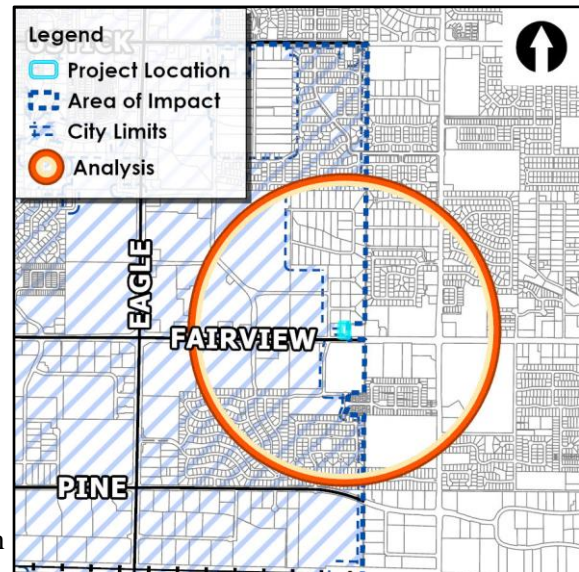 Legend
Project Location
Area of Impact
City Limits
Analysis
EAGLE
FAIRVIEW
PINE